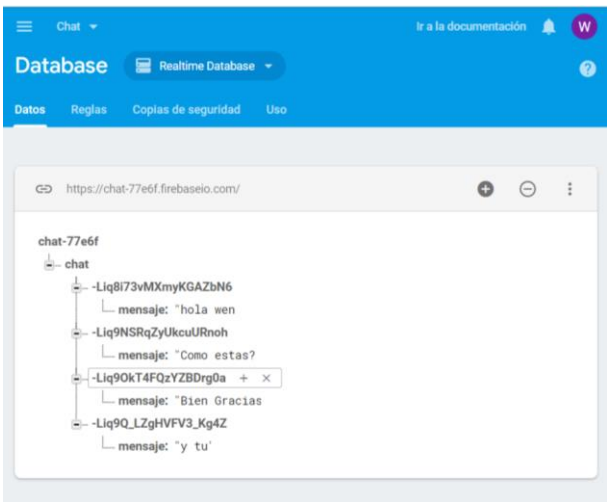 Chat
Ir a la documentación
W
Database
Realtime Database
?
Datos Reglas Copias de seguridad Uso
https://chat-77e6f.firebaseio.com/
chat-77e6f
chat
-Liq8i73vMXmyKGAZbN6
mensaje: "hola wen
-Liq9NSRqZyUkcuURnoh
mensaje: "Como estas?
-Liq9OkT4FQzYZBDrg0a + ×
mensaje: "Bien Gracias
-Liq9Q_LZgHVFV3_Kg4Z
mensaje: "y tu'